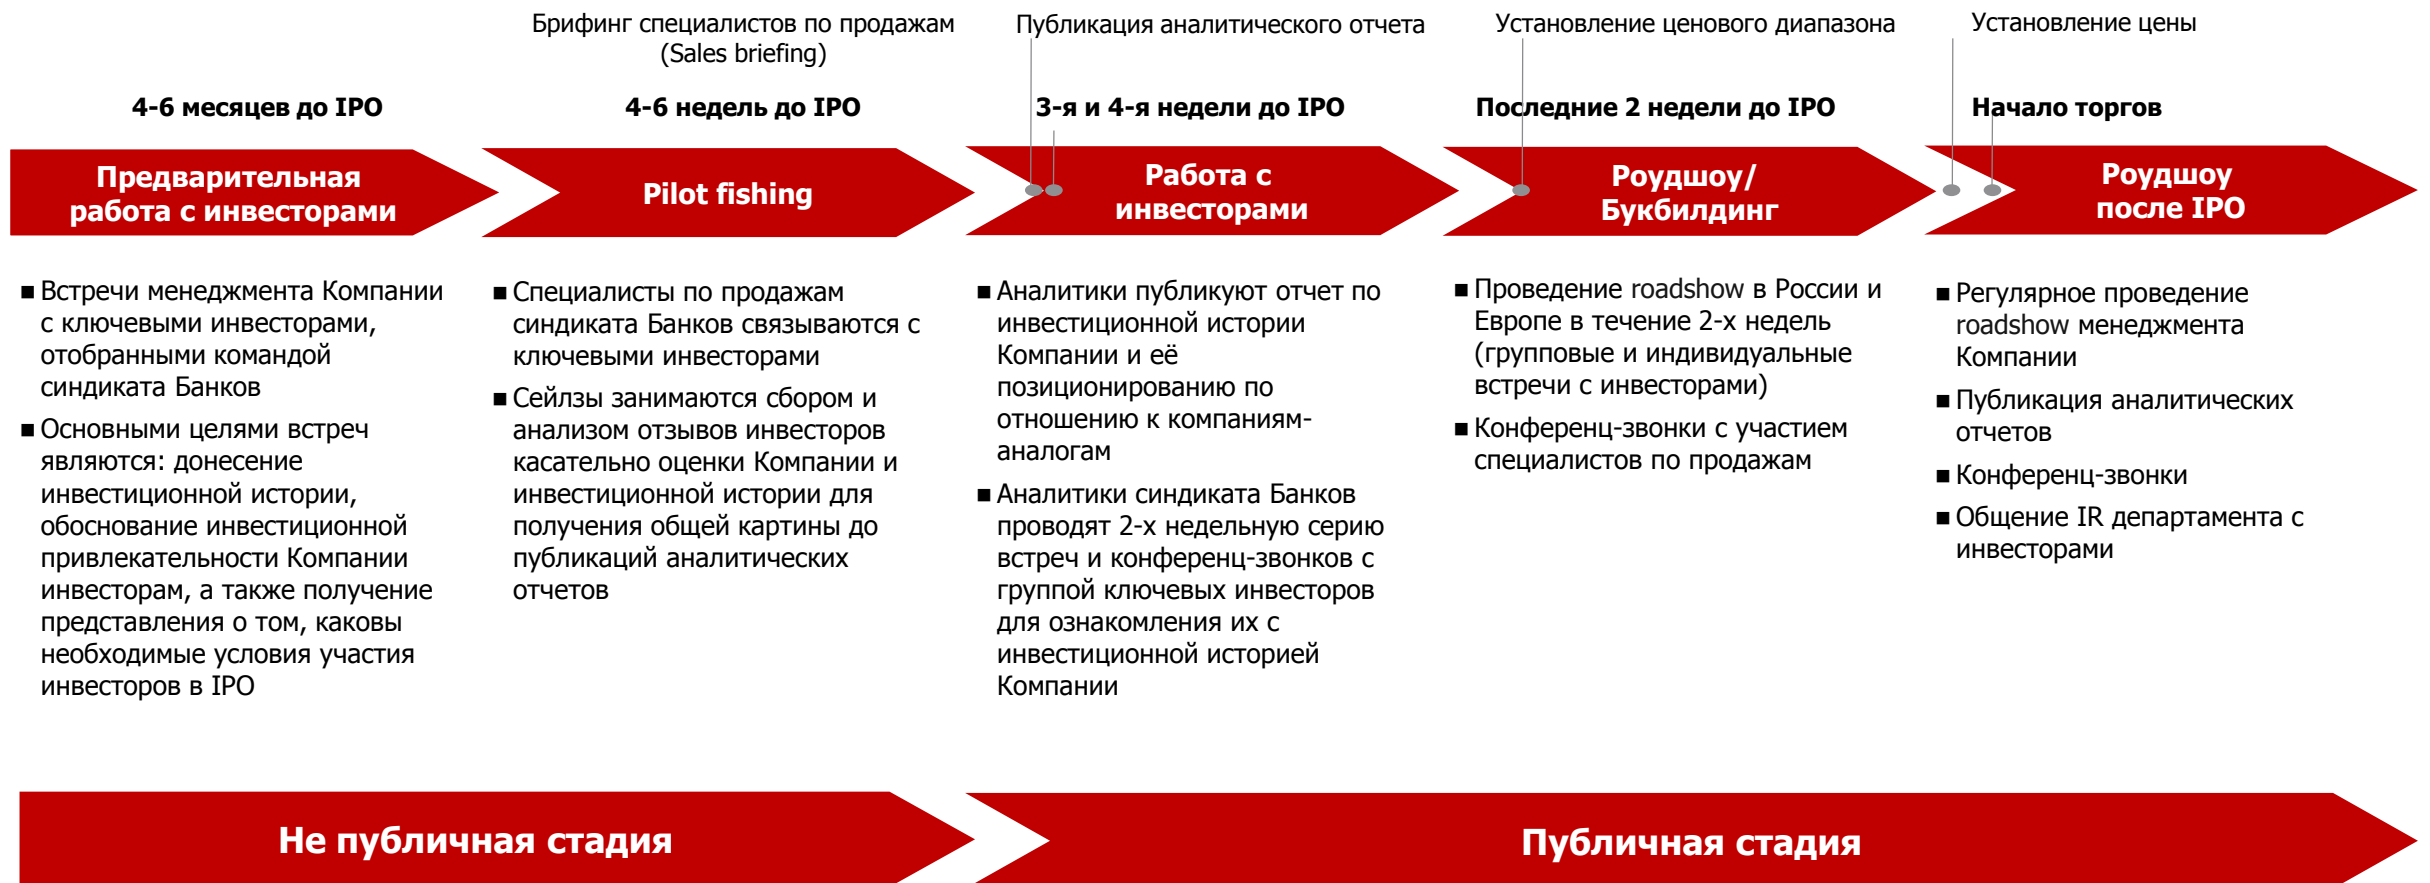 Брифинг специалистов по продажам
(Sales briefing)
Публикация аналитического отчета
Установление ценового диапазона
Установление цены
4-6 месяцев до IPO
4-6 недель до IPO
3-я и 4-я недели до IPO
Последние 2 недели до IPO
Начало торгов
Предварительная
работа с инвесторами
Pilot fishing
Работа с
инвесторами
Роудшоу/
Букбилдинг
Роудшоу
после IPO
■ Встречи менеджмента Компании
с ключевыми инвесторами,
отобранными командой
синдиката Банков
■ Основными целями встреч
являются: донесение
инвестиционной истории,
обоснование инвестиционной
привлекательности Компании
инвесторам, а также получение
представления о том, каковы
необходимые условия участия
инвесторов в IPO
■ Специалисты по продажам
синдиката Банков связываются с
ключевыми инвесторами
■ Сейлзы занимаются сбором и
анализом отзывов инвесторов
касательно оценки Компании и
инвестиционной истории для
получения общей картины до
публикаций аналитических
отчетов
■ Аналитики публикуют отчет по
инвестиционной истории
Компании и её
позиционированию по
отношению к компаниям-
аналогам
■ Аналитики синдиката Банков
проводят 2-х недельную серию
встреч и конференц-звонков с
группой ключевых инвесторов
для ознакомления их с
инвестиционной историей
Компании
■ Проведение roadshow в России и
Европе в течение 2-х недель
(групповые и индивидуальные
встречи с инвесторами)
■ Конференц-звонки с участием
специалистов по продажам
■ Регулярное проведение
roadshow менеджмента
Компании
■ Публикация аналитических
отчетов
■ Конференц-звонки
■ Общение IR департамента с
инвесторами
Не публичная стадия
Публичная стадия